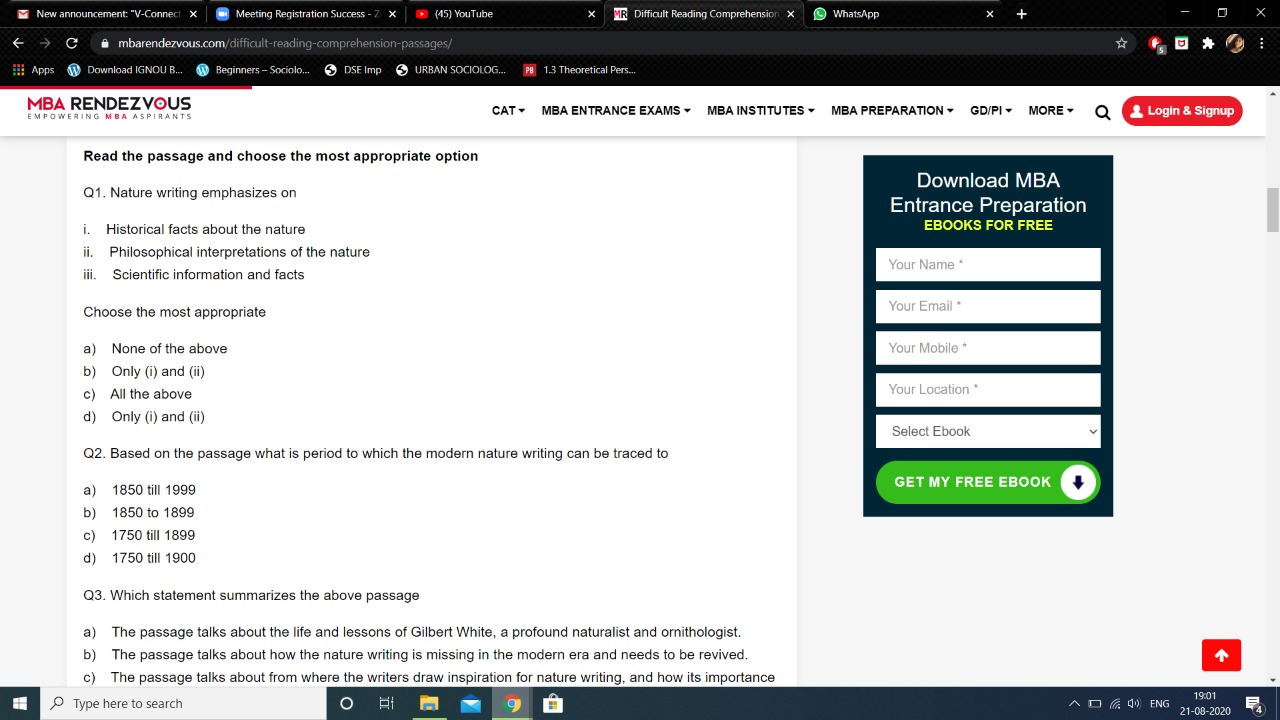 New announcement: "V-Connect
Meeting Registration Success - Z
(45) YouTube
MR Difficult Reading Comprehension
WhatsApp
mbarendezvous.com/difficult-reading-comprehension-passages/
5
Apps
Download IGNOU B...
Beginners – Sociolo...
DSE Imp
URBAN SOCIOLOG...
PB 1.3 Theoretical Pers...
MBA RENDEZVOUS
EMPOWERING MBA ASPIRANTS
CAT
MBA ENTRANCE EXAMS
MBA INSTITUTES
MBA PREPARATION
GD/PI
MORE
Login & Signup
Read the passage and choose the most appropriate option
Q1. Nature writing emphasizes on
i. Historical facts about the nature
ii. Philosophical interpretations of the nature
iii. Scientific information and facts
Choose the most appropriate
a) None of the above
b) Only (i) and (ii)
c) All the above
d) Only (i) and (ii)
Q2. Based on the passage what is period to which the modern nature writing can be traced to
a) 1850 till 1999
b) 1850 to 1899
c) 1750 till 1899
d) 1750 till 1900
Q3. Which statement summarizes the above passage
a) The passage talks about the life and lessons of Gilbert White, a profound naturalist and ornithologist.
b) The passage talks about how the nature writing is missing in the modern era and needs to be revived.
c) The passage talks about from where the writers draw inspiration for nature writing, and how its importance
Download MBA
Entrance Preparation
EBOOKS FOR FREE
Your Name *
Your Email *
Your Mobile *
Your Location *
Select Ebook
GET MY FREE EBOOK
Type here to search
ENG
19:01
21-08-2020
4